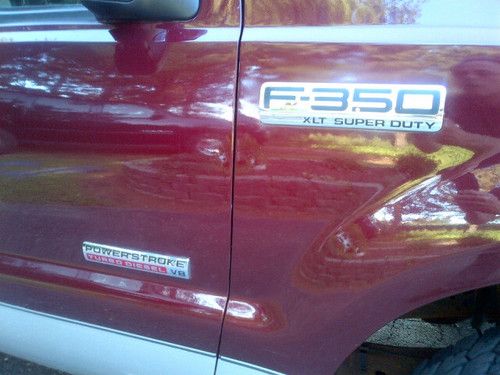 F-350
XLT SUPER DUTY
POWERSTROKE
TURBO DIESEL V8